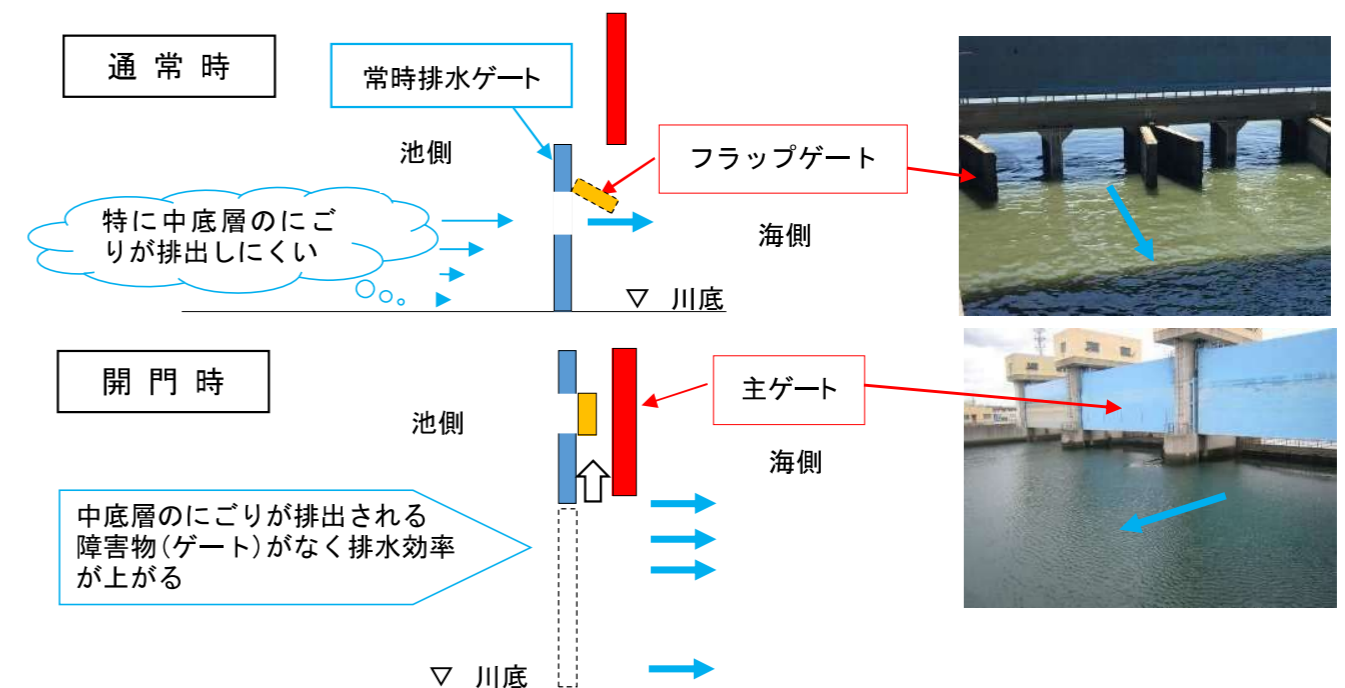 通常時
常時排水ゲート
池側
フラップゲート
特に中底層のにご
りが排出しにくい
海側
▽ 川底
開門時
主ゲート
池側
海側
中底層のにごりが排出される
障害物(ゲート)がなく排水効率
が上がる
▽ 川底